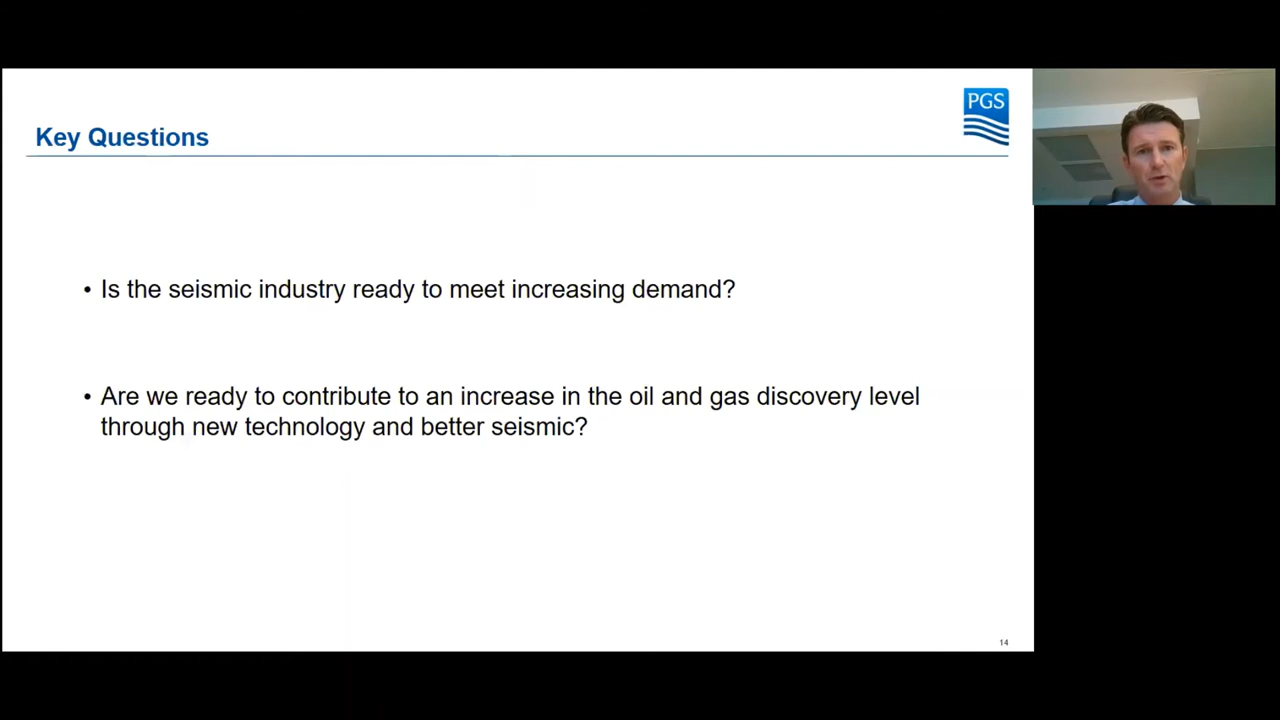 PGS
Key Questions
• Is the seismic industry ready to meet increasing demand?
• Are we ready to contribute to an increase in the oil and gas discovery level
through new technology and better seismic?
14